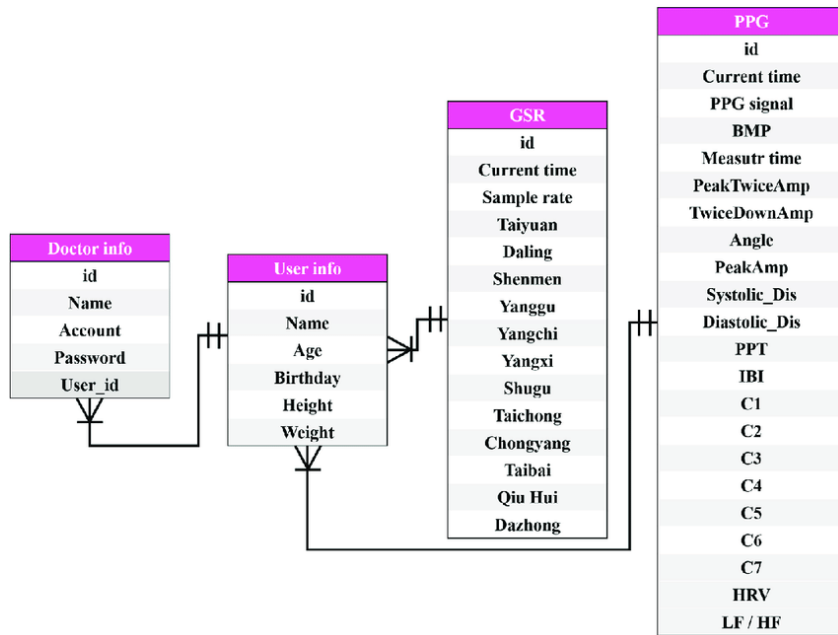 Doctor info
id
Name
Account
Password
User_id
User info
id
Name
Age
Birthday
Height
Weight
GSR
id
Current time
Sample rate
Taiyuan
Daling
Shenmen
Yanggu
Yangchi
Yangxi
Shugu
Taichong
Chongyang
Taibai
Qiu Hui
Dazhong
PPG
id
Current time
PPG signal
BMP
Measutr time
PeakTwiceAmp
TwiceDownAmp
Angle
PeakAmp
Systolic_Dis
Diastolic_Dis
PPT
IBI
C1
C2
C3
C4
C5
C6
C7
HRV
LF / HF